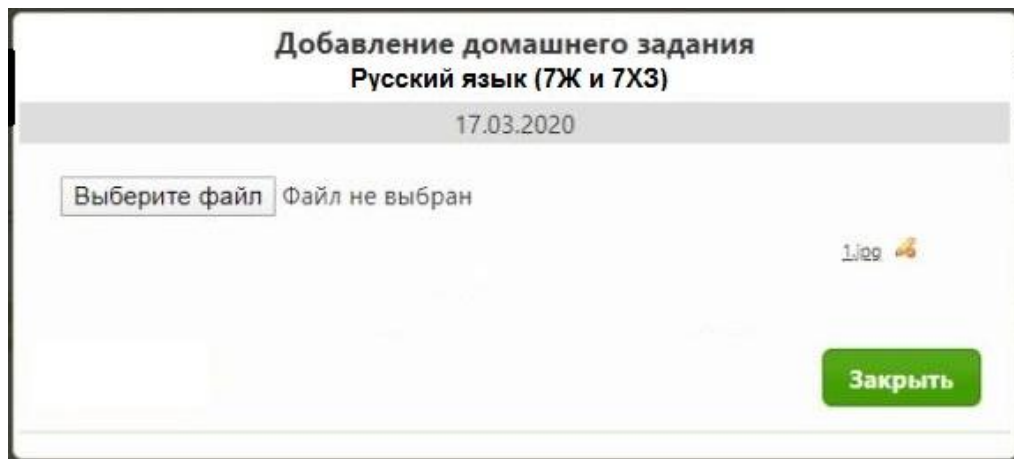 Добавление домашнего задания
Русский язык (7Ж и 7ХЗ)
17.03.2020
Выберите файл Файл не выбран
1.jpg
Закрыть